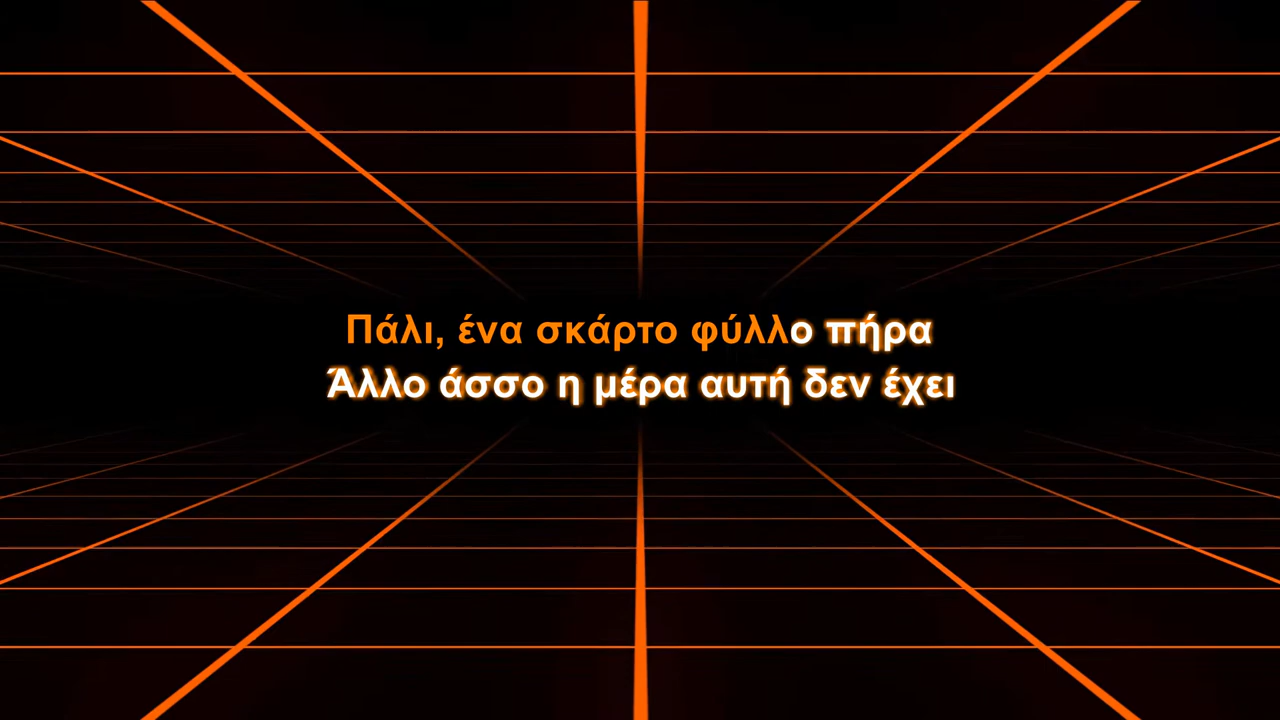 Πάλι, ένα σκάρτο φύλλο πήρα
Άλλο άσσο η μέρα αυτή δεν έχει